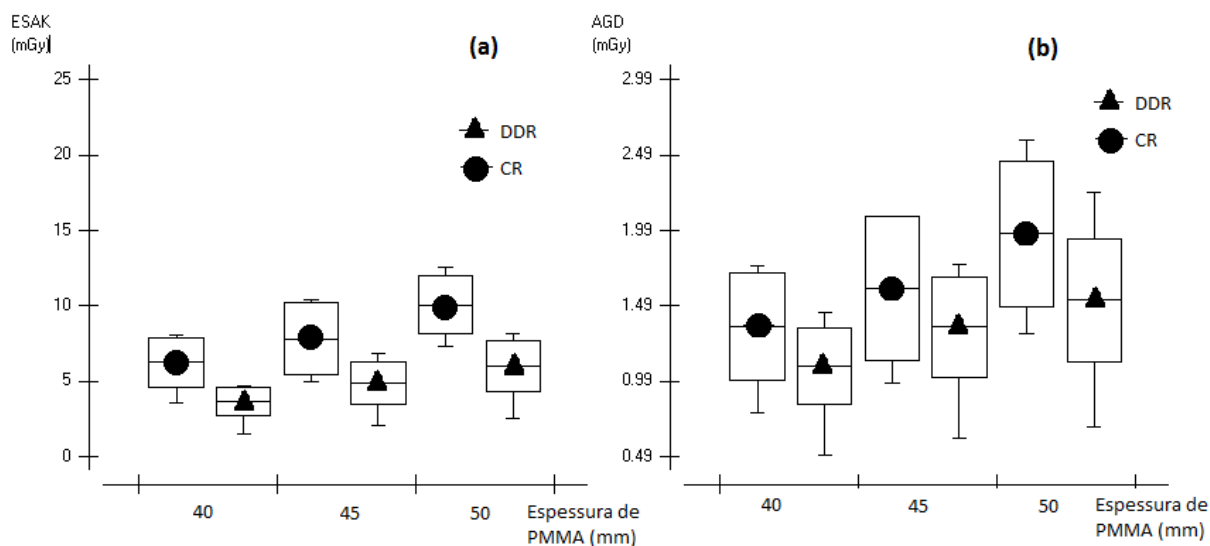 ESAK
(mGy)
(a)
25
20
15
10
5
0
DDR
CR
40
45
50
Espessura de
PMMA (mm)
AGD
(mGy)
(b)
2.99
2.49
1.99
1.49
0.99
0.49
DDR
CR
40
45
50
Espessura de
PMMA (mm)